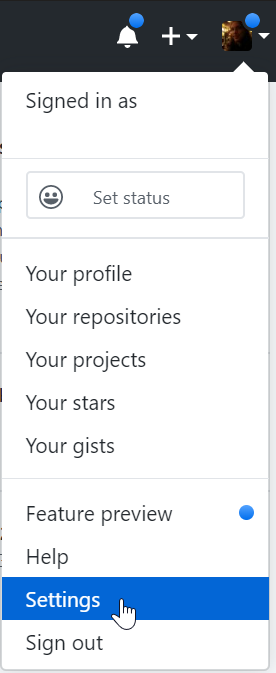 Signed in as
Set status
Your profile
Your repositories
Your projects
Your stars
Your gists
Feature preview
Help
Settings
Sign out